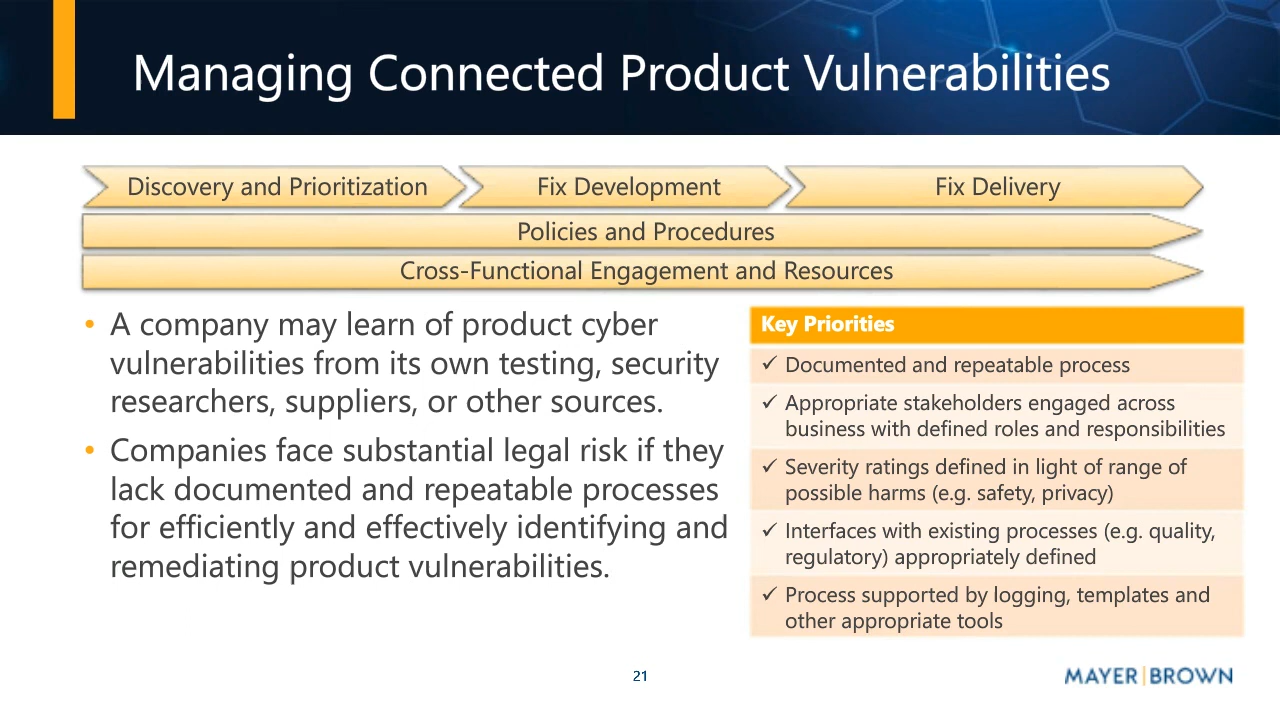 Managing Connected Product Vulnerabilities
Discovery and Prioritization
Fix Development
Fix Delivery
Policies and Procedures
Cross-Functional Engagement and Resources
• A company may learn of product cyber
vulnerabilities from its own testing, security
researchers, suppliers, or other sources.
• Companies face substantial legal risk if they
lack documented and repeatable processes
for efficiently and effectively identifying and
remediating product vulnerabilities.
Key Priorities
✓ Documented and repeatable process
✓ Appropriate stakeholders engaged across
business with defined roles and responsibilities
✓ Severity ratings defined in light of range of
possible harms (e.g. safety, privacy)
✓ Interfaces with existing processes (e.g. quality,
regulatory) appropriately defined
✓ Process supported by logging, templates and
other appropriate tools
21
MAYER|BROWN